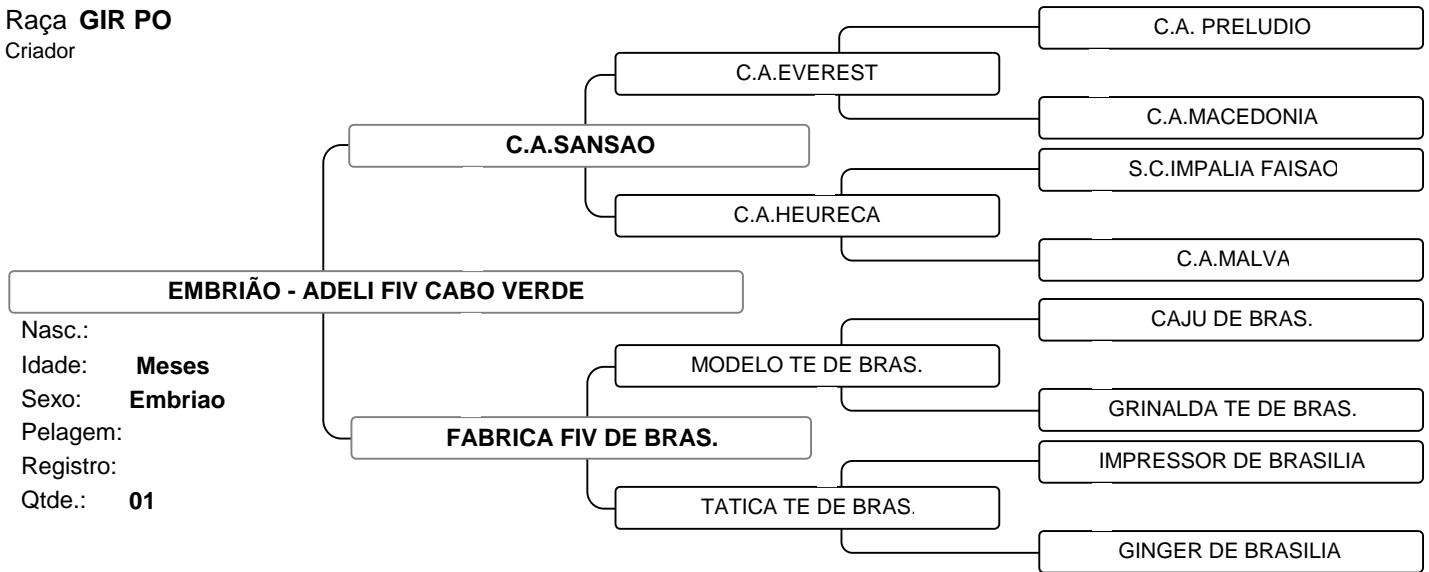 Raça GIR PO
Criador
C.A. PRELUDIO
C.A.EVEREST
C.A.MACEDONIA
C.A.SANSAO
S.C.IMPALIA FAISAO
C.A.HEURECA
C.A.MALVA
EMBRIÃO - ADELI FIV CABO VERDE
Nasc.:
Idade: Meses
Sexo: Embriao
Pelagem:
Registro:
Qtde.: 01
CAJU DE BRAS.
MODELO TE DE BRAS.
GRINALDA TE DE BRAS.
FABRICA FIV DE BRAS.
IMPRESSOR DE BRASILIA
TATICA TE DE BRAS.
GINGER DE BRASILIA